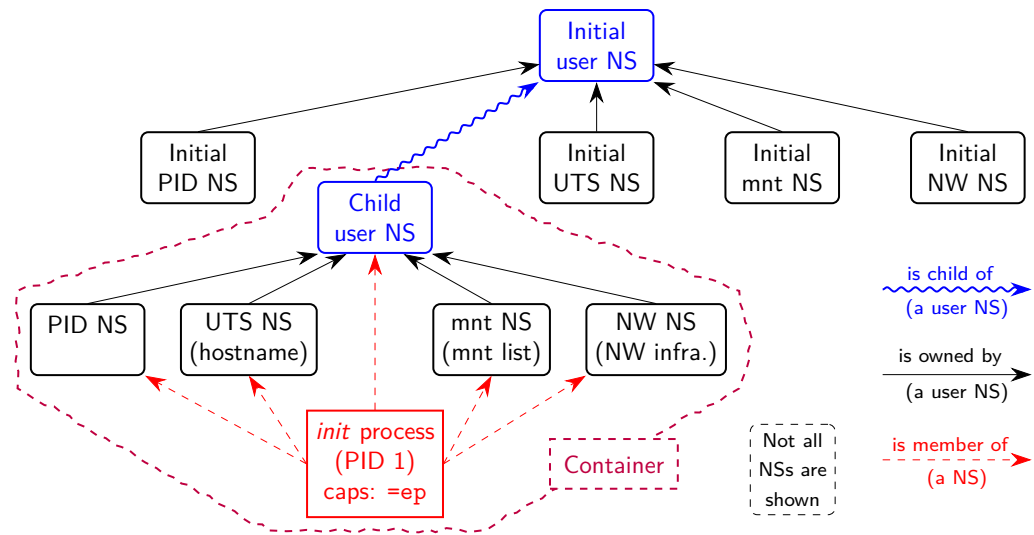 Initial
user NS
Initial
PID NS
Initial
UTS NS
Initial
mnt NS
Initial
NW NS
Child
user NS
PID NS
UTS NS
(hostname)
mnt NS
(mnt list)
NW NS
(NW infra.)
init process
(PID 1)
caps: =ep
Container
Not all
NSs are
shown
is child of
(a user NS)
is owned by
(a user NS)
is member of
(a NS)